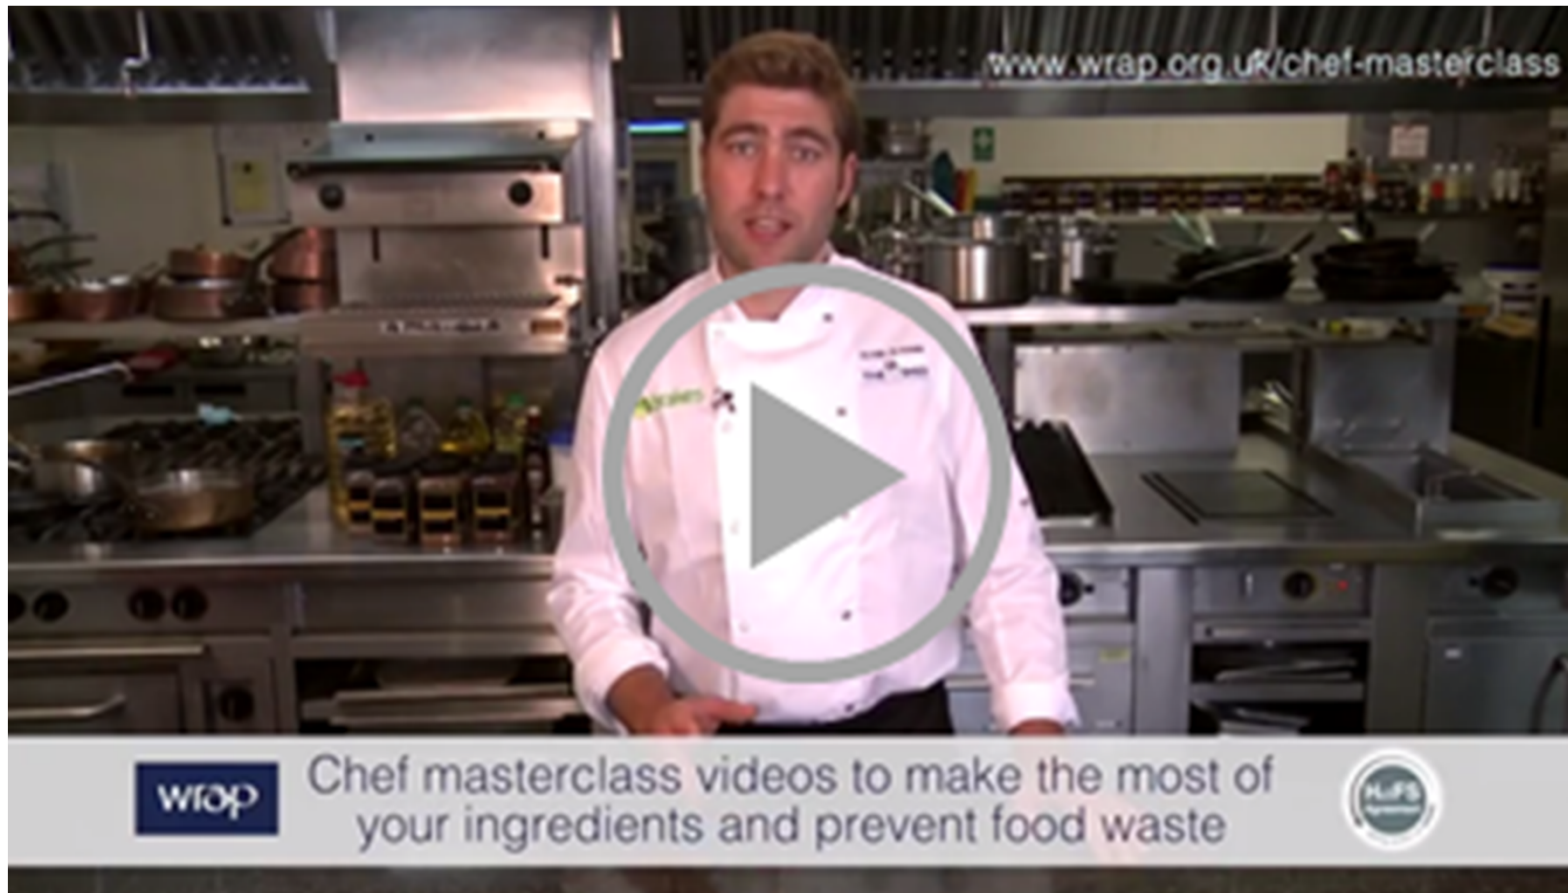 www.wrap.org.uk/chef-masterclass
brakes
wrap
Chef masterclass videos to make the most of
your ingredients and prevent food waste